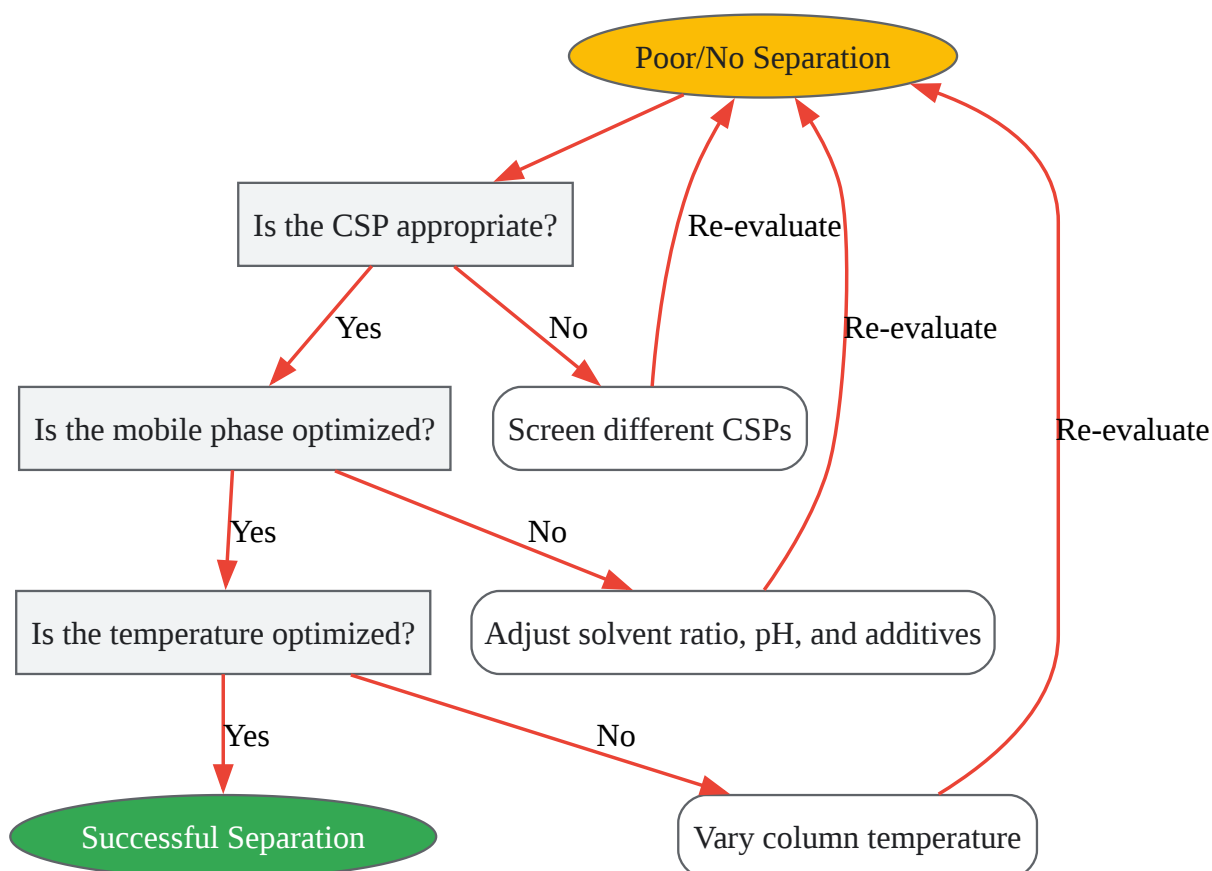 Poor/No Separation
Is the CSP appropriate?
Re-evaluate
Yes
No
Re-evaluate
Is the mobile phase optimized?
Screen different CSPs
Re-evaluate
Yes
No
Is the temperature optimized?
Adjust solvent ratio, pH, and additives
Yes
No
Successful Separation
Vary column temperature